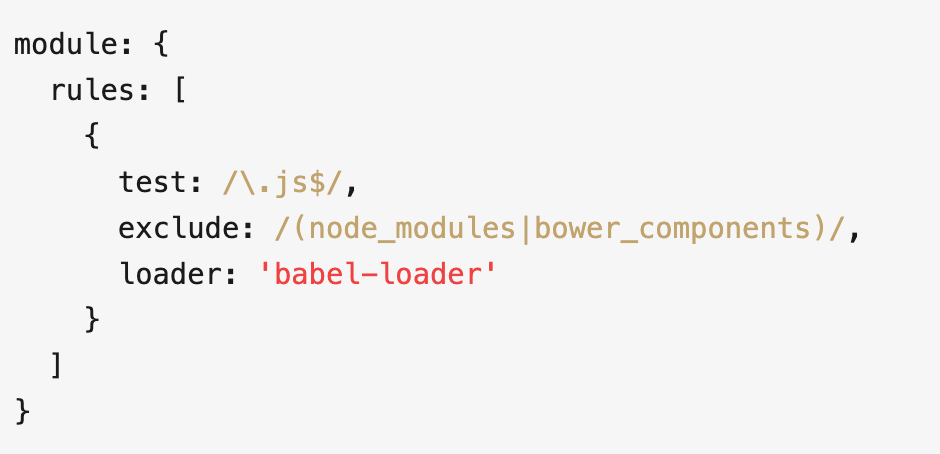 module: {
  rules: [
    {
      test: /\.js$/,
      exclude: /(node_modules|bower_components)/,
      loader: 'babel-loader'
    }
  ]
}